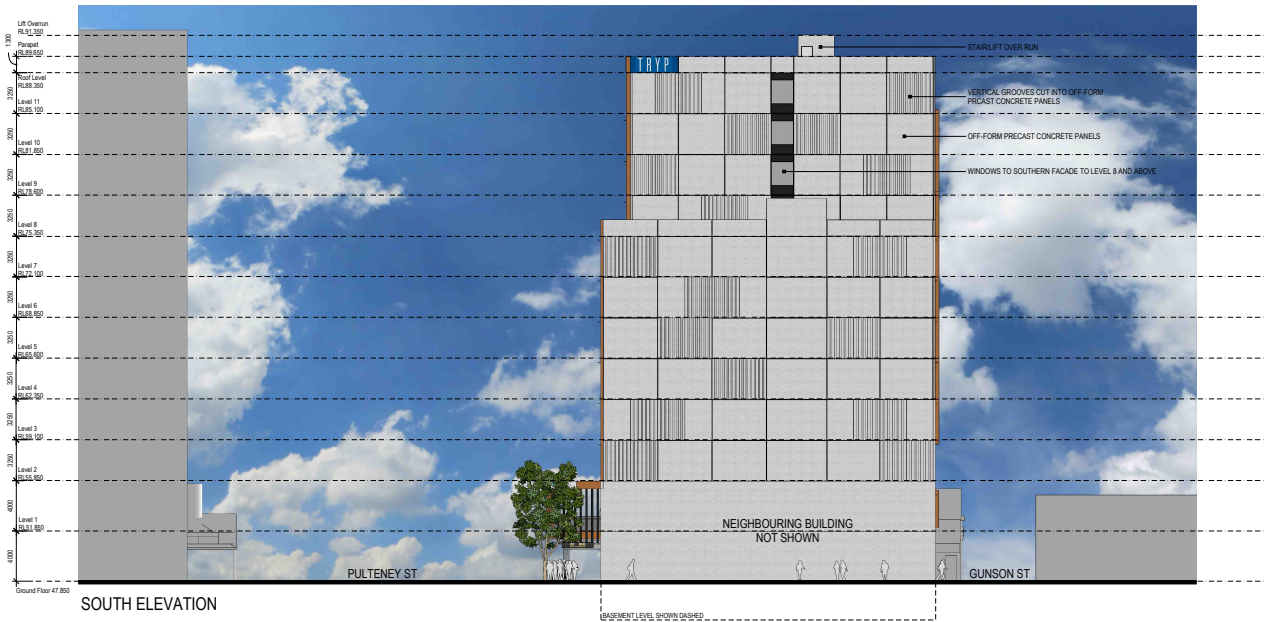 Lift Overrun
RL91.350
1300
Parapet
RL89.650
Roof Level
RL88.350
3250
Level 11
RL85.100
3250
Level 10
RL81.850
3250
Level 9
RL78.600
3250
Level 8
RL75.350
3250
Level 7
RL72.100
3250
Level 6
RL68.850
3250
Level 5
RL65.600
3250
Level 4
RL62.350
3250
Level 3
RL59.100
3250
Level 2
RL55.850
4000
Level 1
RL51.850
4000
Ground Floor 47.850
TRYP
STAIR/LIFT OVER RUN
VERTICAL GROOVES CUT INTO OFF-FORM
PRCAST CONCRETE PANELS
OFF-FORM PRECAST CONCRETE PANELS
WINDOWS TO SOUTHERN FACADE TO LEVEL 8 AND ABOVE
NEIGHBOURING BUILDING
NOT SHOWN
PULTENEY ST
GUNSON ST
SOUTH ELEVATION
BASEMENT LEVEL SHOWN DASHED